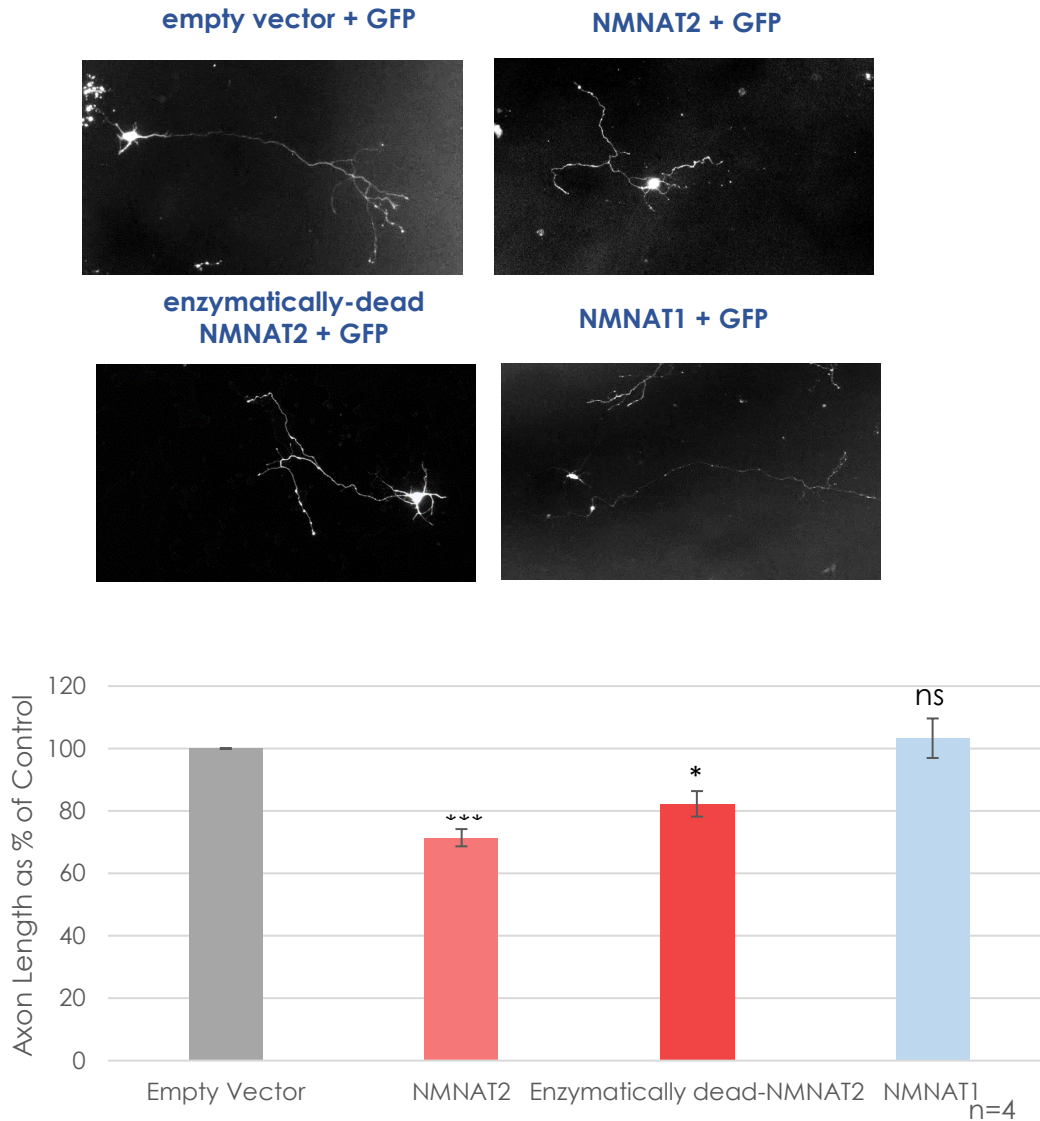 empty vector + GFP
NMNAT2 + GFP
enzymatically-dead
NMNAT2 + GFP
NMNAT1 + GFP
Axon Length as % of Control
120
100
80
60
40
20
0
***
*
ns
Empty Vector
NMNAT2
Enzymatically dead-NMNAT2
NMNAT1
n=4